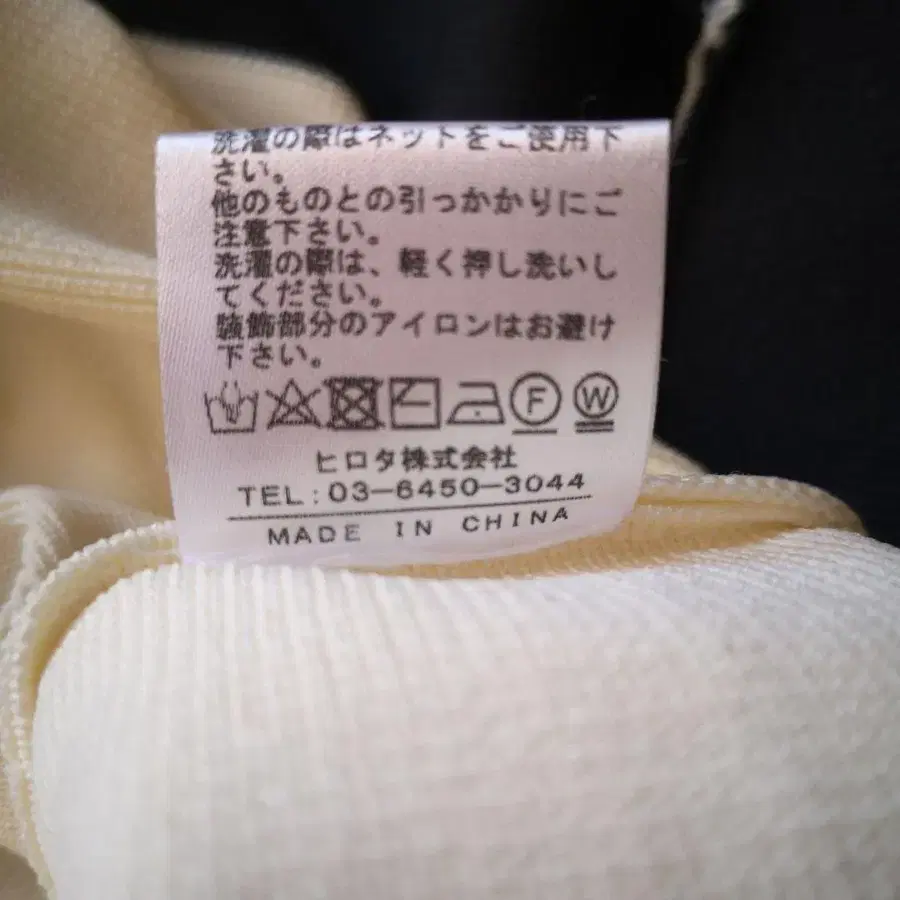 洗濯の際はネットをご使用下
さい。
他のものとの引っかかりにご
注意下さい。
洗濯の際は、軽く押し洗いし
てください。
装飾部分のアイロンはお避け
下さい。
F W
ヒロタ株式会社
TEL:03-6450-3044
MADE IN CHINA